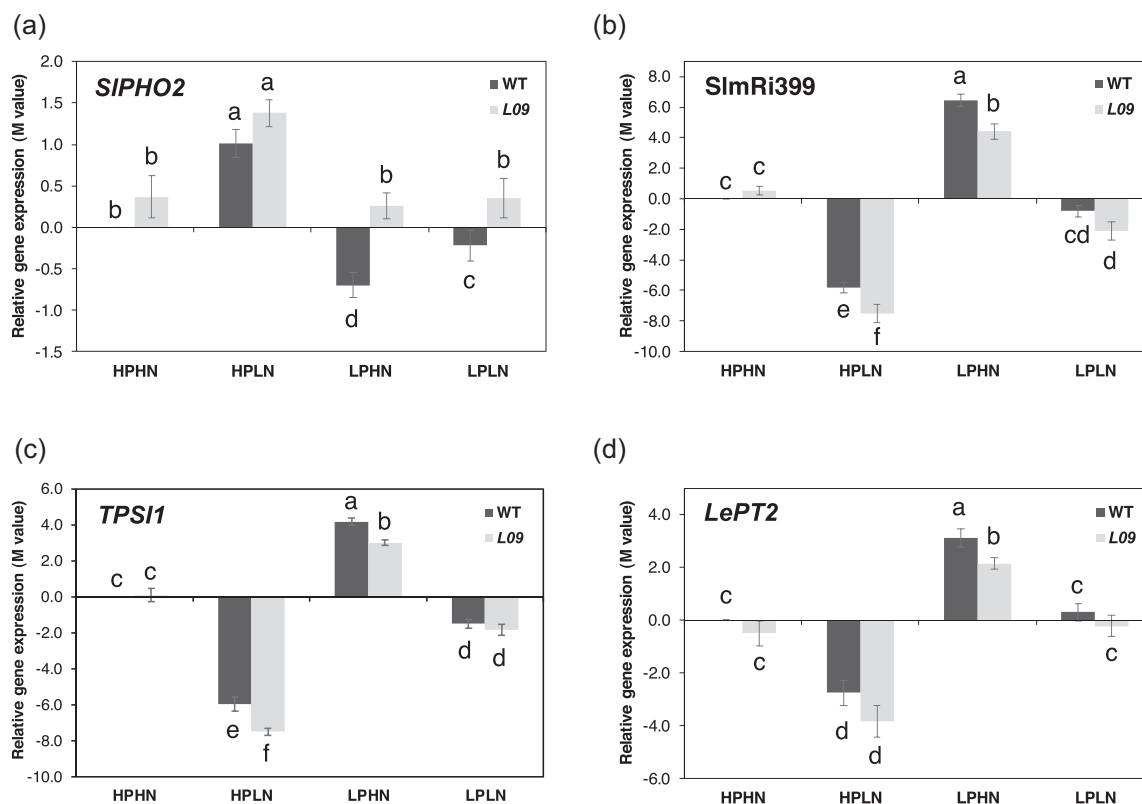 (a)
Relative gene expression (M value)
2.0
1.5
1.0
0.5
0.0
-0.5
-1.0
-1.5
SlPHO2
WT
L09
b
b
a
a
d
b
c
b
HPHN
HPLN
LPHN
LPLN
(b)
Relative gene expression (M value)
8.0
6.0
4.0
2.0
0.0
-2.0
-4.0
-6.0
-8.0
-10.0
SlmRi399
WT
L09
c
c
e
f
a
b
cd
d
HPHN
HPLN
LPHN
LPLN
(c)
Relative gene expression (M value)
6.0
4.0
2.0
0.0
-2.0
-4.0
-6.0
-8.0
-10.0
TPSI1
WT
L09
c
c
e
f
a
b
d
d
HPHN
HPLN
LPHN
LPLN
(d)
Relative gene expression (M value)
4.0
2.0
0.0
-2.0
-4.0
-6.0
LePT2
WT
L09
c
c
d
d
a
b
c
c
HPHN
HPLN
LPHN
LPLN